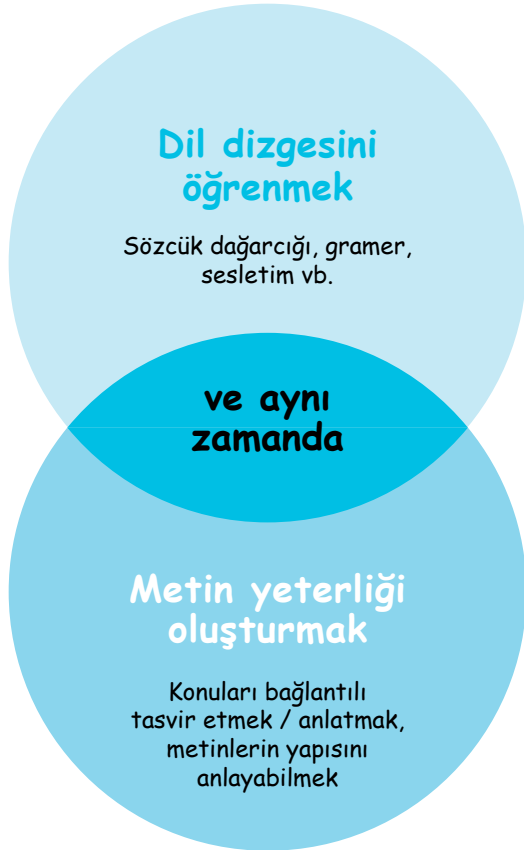 Dil dizgesini
öğrenmek
Sözcük dağarcığı, gramer,
sesletim vb.
ve aynı
zamanda
Metin yeterliği
oluşturmak
Konuları bağlantılı
tasvir etmek / anlatmak,
metinlerin yapısını
anlayabilmek